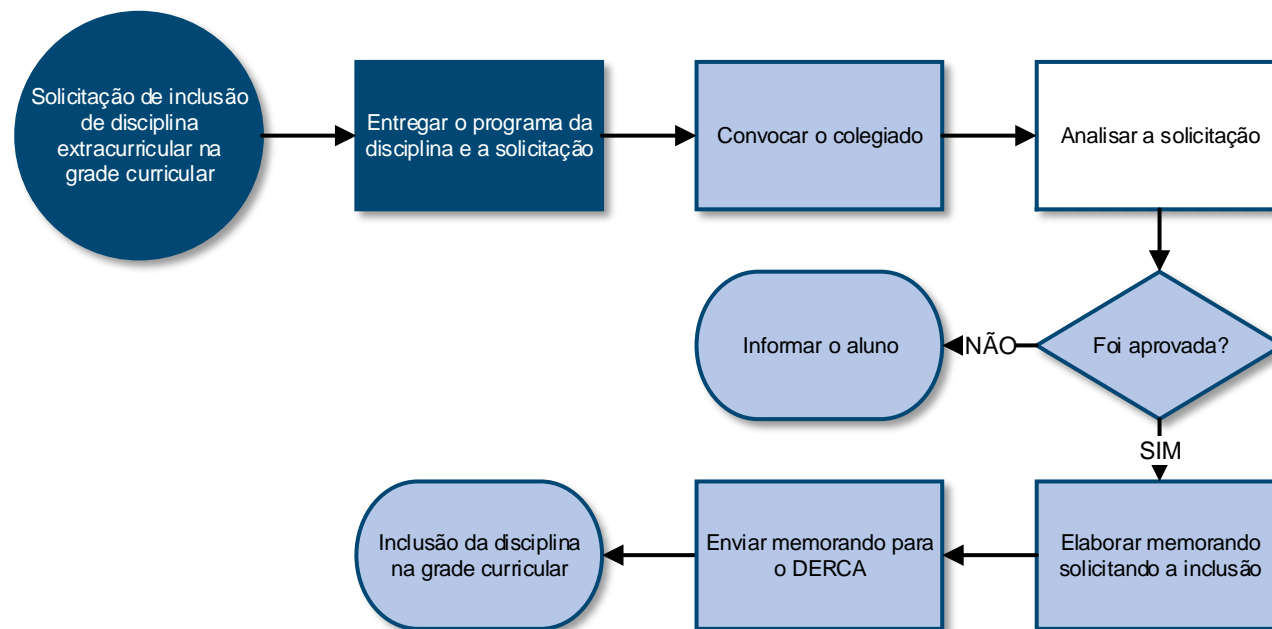 Solicitação de inclusão
de disciplina
extracurricular na
grade curricular
Entregar o programa da
disciplina e a solicitação
Convocar o colegiado
Analisar a solicitação
Foi aprovada?
NÃO
Informar o aluno
SIM
Elaborar memorando
solicitando a inclusão
Enviar memorando para
o DERCA
Inclusão da disciplina
na grade curricular